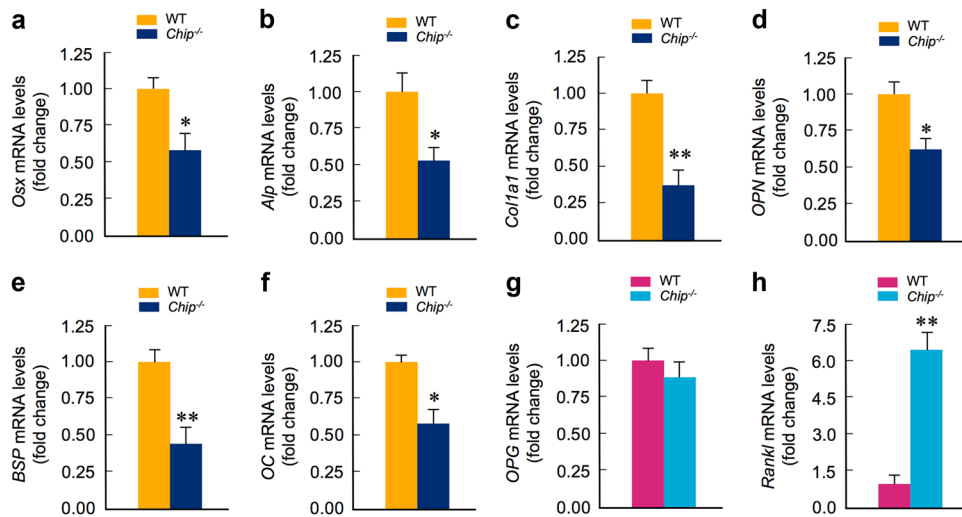 a
WT
Chip-/-
Osx mRNA levels
(fold change)
1.25
1.00
0.75
0.50
0.25
0.00
*
b
WT
Chip-/-
Alp mRNA levels
(fold change)
1.25
1.00
0.75
0.50
0.25
0.00
*
c
WT
Chip-/-
Col1a1 mRNA levels
(fold change)
1.25
1.00
0.75
0.50
0.25
0.00
**
d
WT
Chip-/-
OPN mRNA levels
(fold change)
1.25
1.00
0.75
0.50
0.25
0.00
*
e
WT
Chip-/-
BSP mRNA levels
(fold change)
1.25
1.00
0.75
0.50
0.25
0.00
**
f
WT
Chip-/-
OC mRNA levels
(fold change)
1.25
1.00
0.75
0.50
0.25
0.00
*
g
WT
Chip-/-
OPG mRNA levels
(fold change)
1.25
1.00
0.75
0.50
0.25
0.00
h
WT
Chip-/-
Rankl mRNA levels
(fold change)
7.5
6.0
4.5
3.0
1.5
0.0
**